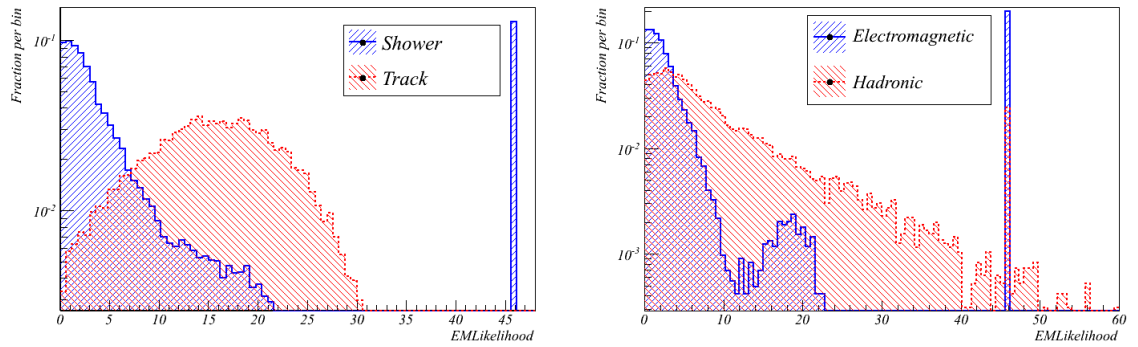 Fraction per bin
10⁻¹
10⁻²
Shower
Track
0 5 10 15 20 25 30 35 40 45
EMLikelihood
Fraction per bin
10⁻¹
10⁻²
10⁻³
Electromagnetic
Hadronic
0 10 20 30 40 50 60
EMLikelihood